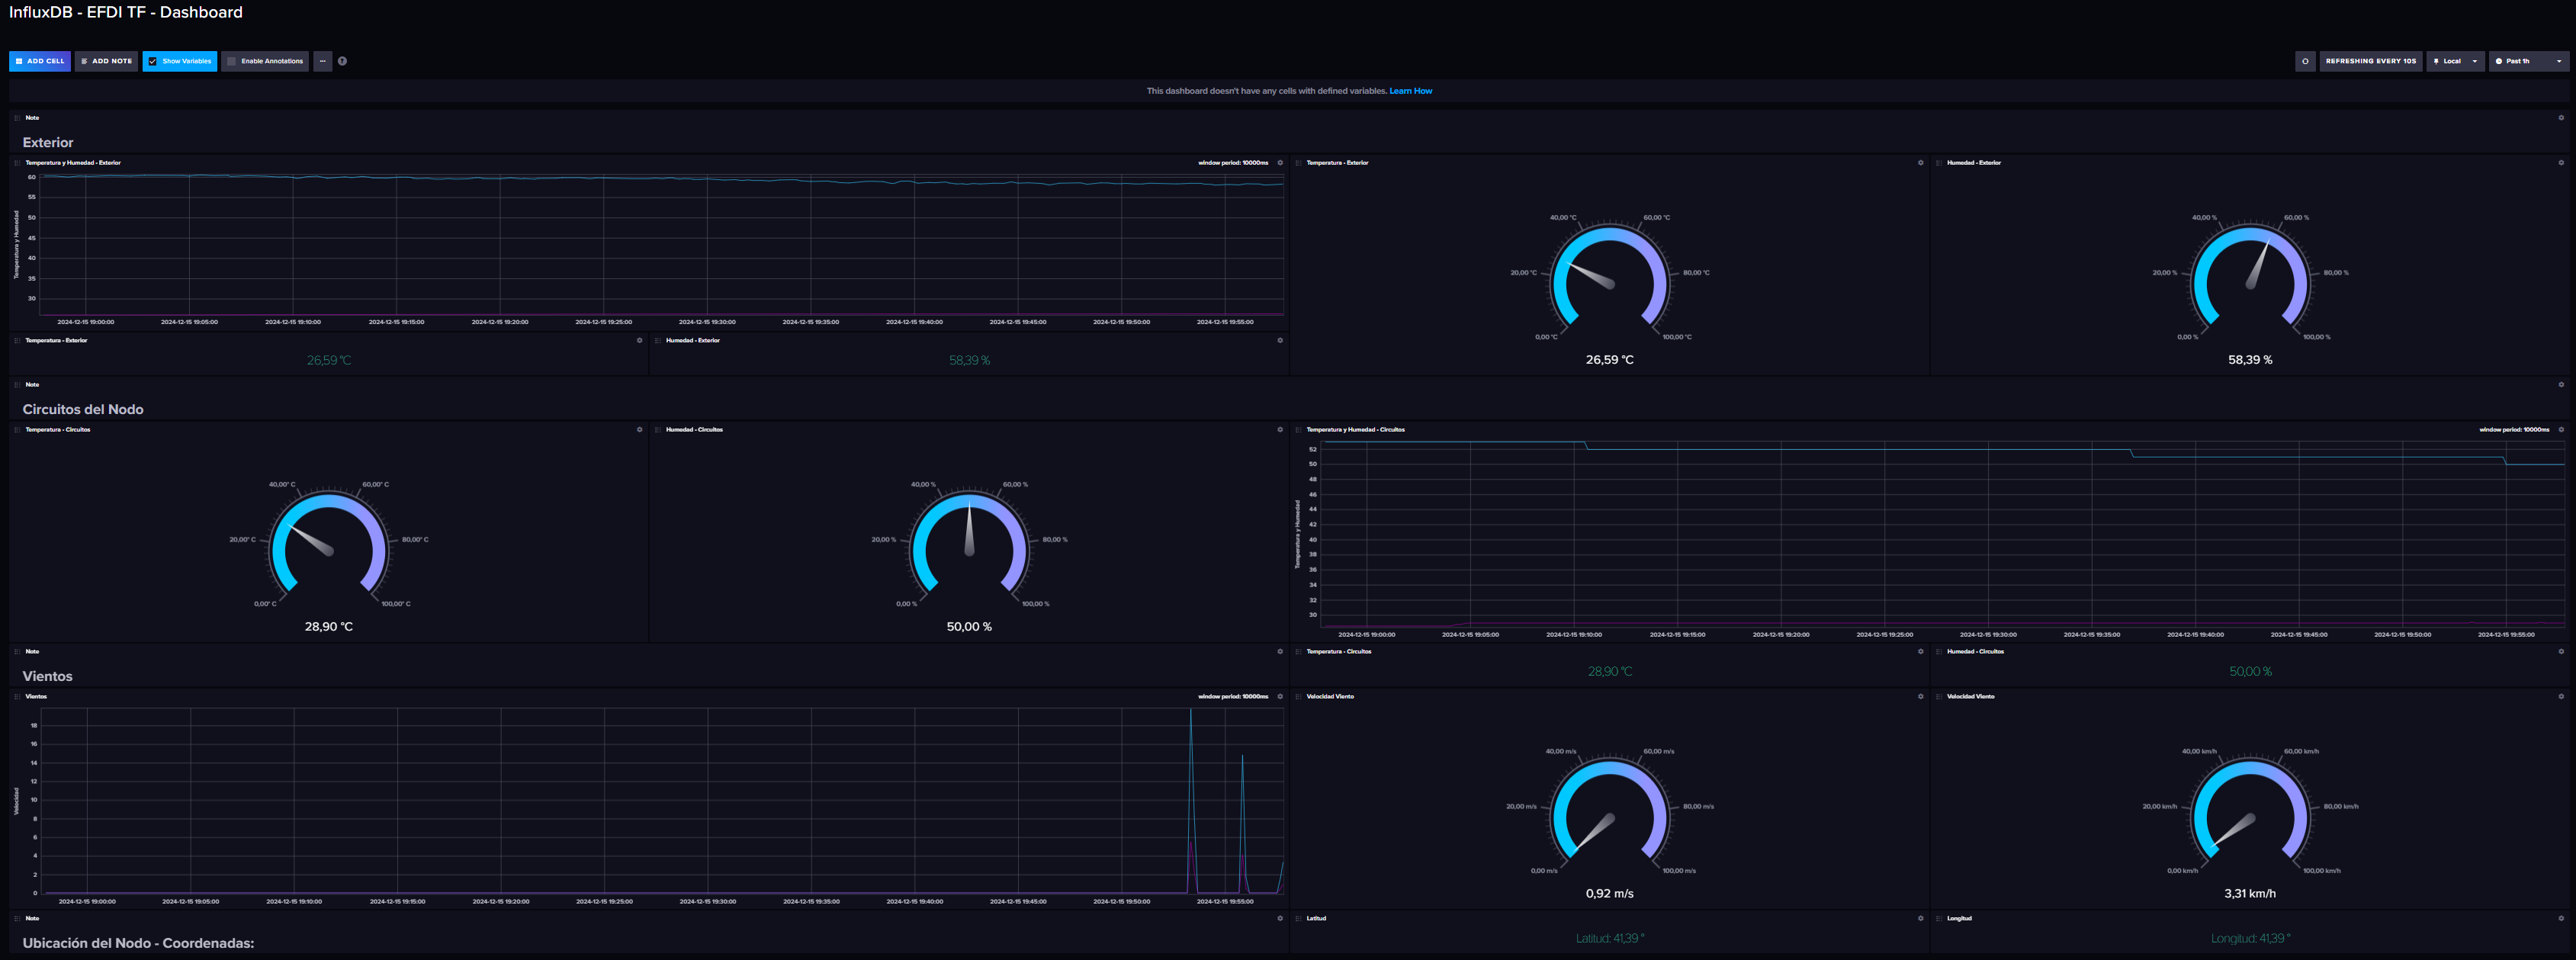 InfluxDB - EFDI TF - Dashboard
ADD CELL
ADD NOTE
Show Variables
Enable Annotations
...
?
REFRESHING EVERY 10S
Local
Past 1h
This dashboard doesn't have any cells with defined variables. Learn How
Note
Exterior
Temperatura y Humedad - Exterior
window period: 10000ms
Temperatura y Humedad
60
55
50
45
40
35
30
2024-12-15 19:00:00
2024-12-15 19:05:00
2024-12-15 19:10:00
2024-12-15 19:15:00
2024-12-15 19:20:00
2024-12-15 19:25:00
2024-12-15 19:30:00
2024-12-15 19:35:00
2024-12-15 19:40:00
2024-12-15 19:45:00
2024-12-15 19:50:00
2024-12-15 19:55:00
Temperatura - Exterior
0,00 °C
20,00 °C
40,00 °C
60,00 °C
80,00 °C
100,00 °C
26,59 °C
Humedad - Exterior
0,00 %
20,00 %
40,00 %
60,00 %
80,00 %
100,00 %
58,39 %
Temperatura - Exterior
26,59 °C
Humedad - Exterior
58,39 %
Note
Circuitos del Nodo
Temperatura - Circuitos
0,00° C
20,00° C
40,00° C
60,00° C
80,00° C
100,00° C
28,90 °C
Humedad - Circuitos
0,00 %
20,00 %
40,00 %
60,00 %
80,00 %
100,00 %
50,00 %
Temperatura y Humedad - Circuitos
window period: 10000ms
Temperatura y Humedad
52
50
48
46
44
42
40
38
36
34
32
30
2024-12-15 19:00:00
2024-12-15 19:05:00
2024-12-15 19:10:00
2024-12-15 19:15:00
2024-12-15 19:20:00
2024-12-15 19:25:00
2024-12-15 19:30:00
2024-12-15 19:35:00
2024-12-15 19:40:00
2024-12-15 19:45:00
2024-12-15 19:50:00
2024-12-15 19:55:00
Note
Vientos
Temperatura - Circuitos
28,90 °C
Humedad - Circuitos
50,00 %
Vientos
window period: 10000ms
Velocidad
18
16
14
12
10
8
6
4
2
0
2024-12-15 19:00:00
2024-12-15 19:05:00
2024-12-15 19:10:00
2024-12-15 19:15:00
2024-12-15 19:20:00
2024-12-15 19:25:00
2024-12-15 19:30:00
2024-12-15 19:35:00
2024-12-15 19:40:00
2024-12-15 19:45:00
2024-12-15 19:50:00
2024-12-15 19:55:00
Velocidad Viento
0,00 m/s
20,00 m/s
40,00 m/s
60,00 m/s
80,00 m/s
100,00 m/s
0,92 m/s
Velocidad Viento
0,00 km/h
20,00 km/h
40,00 km/h
60,00 km/h
80,00 km/h
100,00 km/h
3,31 km/h
Note
Ubicación del Nodo - Coordenadas:
Latitud
Latitud: 41,39 °
Longitud
Longitud: 41,39 °